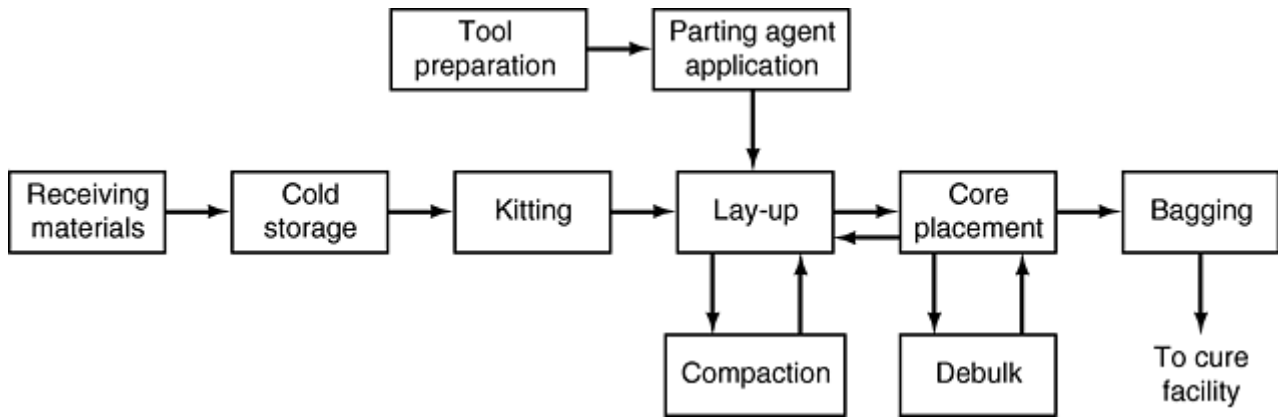 Tool
preparation
Parting agent
application
Receiving
materials
Cold
storage
Kitting
Lay-up
Core
placement
Bagging
Compaction
Debulk
To cure
facility